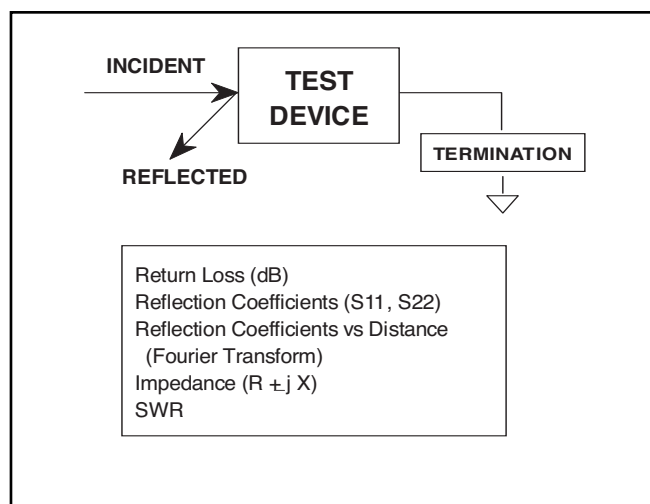 INCIDENT
TEST
DEVICE
REFLECTED
TERMINATION
Return Loss (dB)
Reflection Coefficients (S11, S22)
Reflection Coefficients vs Distance
(Fourier Transform)
Impedance (R ± j X)
SWR